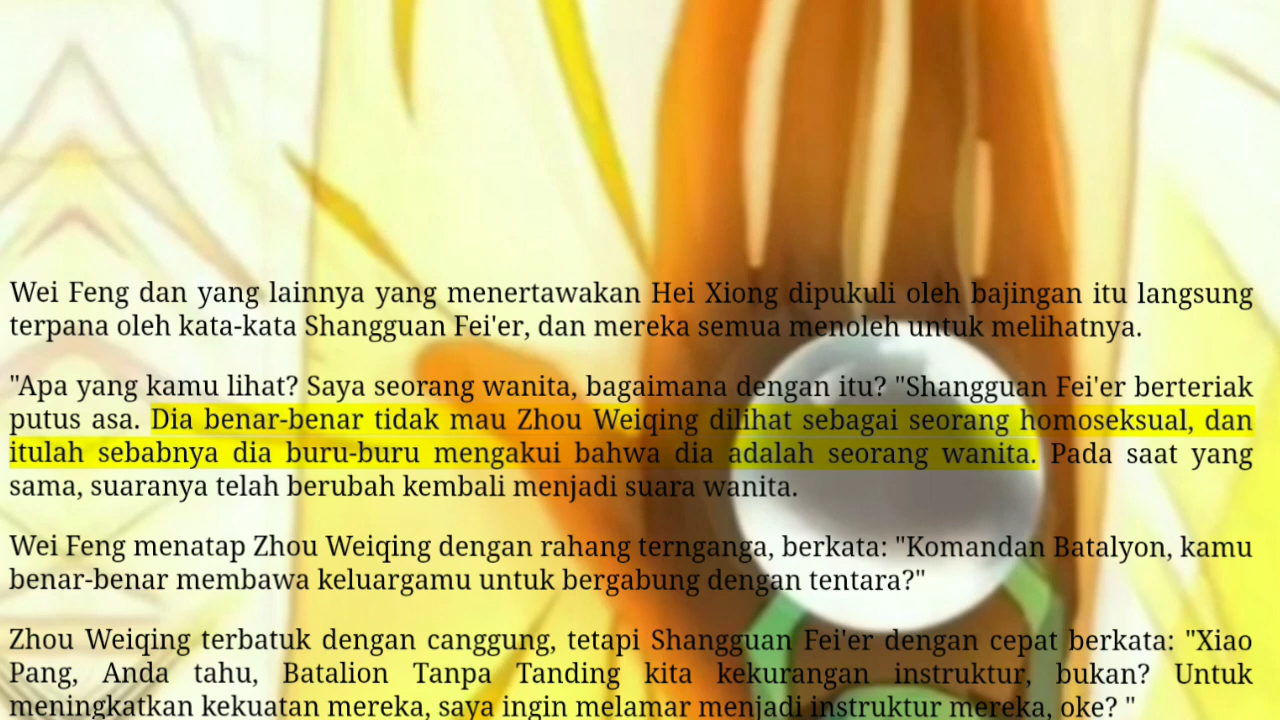 Wei Feng dan yang lainnya yang menertawakan Hei Xiong dipukuli oleh bajingan itu langsung
terpana oleh kata-kata Shangguan Fei'er, dan mereka semua menoleh untuk melihatnya.
"Apa yang kamu lihat? Saya seorang wanita, bagaimana dengan itu? "Shangguan Fei'er berteriak
putus asa. Dia benar-benar tidak mau Zhou Weiqing dilihat sebagai seorang homoseksual, dan
itulah sebabnya dia buru-buru mengakui bahwa dia adalah seorang wanita. Pada saat yang
sama, suaranya telah berubah kembali menjadi suara wanita.
Wei Feng menatap Zhou Weiqing dengan rahang ternganga, berkata: "Komandan Batalyon, kamu
benar-benar membawa keluargamu untuk bergabung dengan tentara?"
Zhou Weiqing terbatuk dengan canggung, tetapi Shangguan Fei'er dengan cepat berkata: "Xiao
Pang, Anda tahu, Batalion Tanpa Tanding kita kekurangan instruktur, bukan? Untuk
meningkatkan kekuatan mereka, saya ingin melamar menjadi instruktur mereka, oke? "